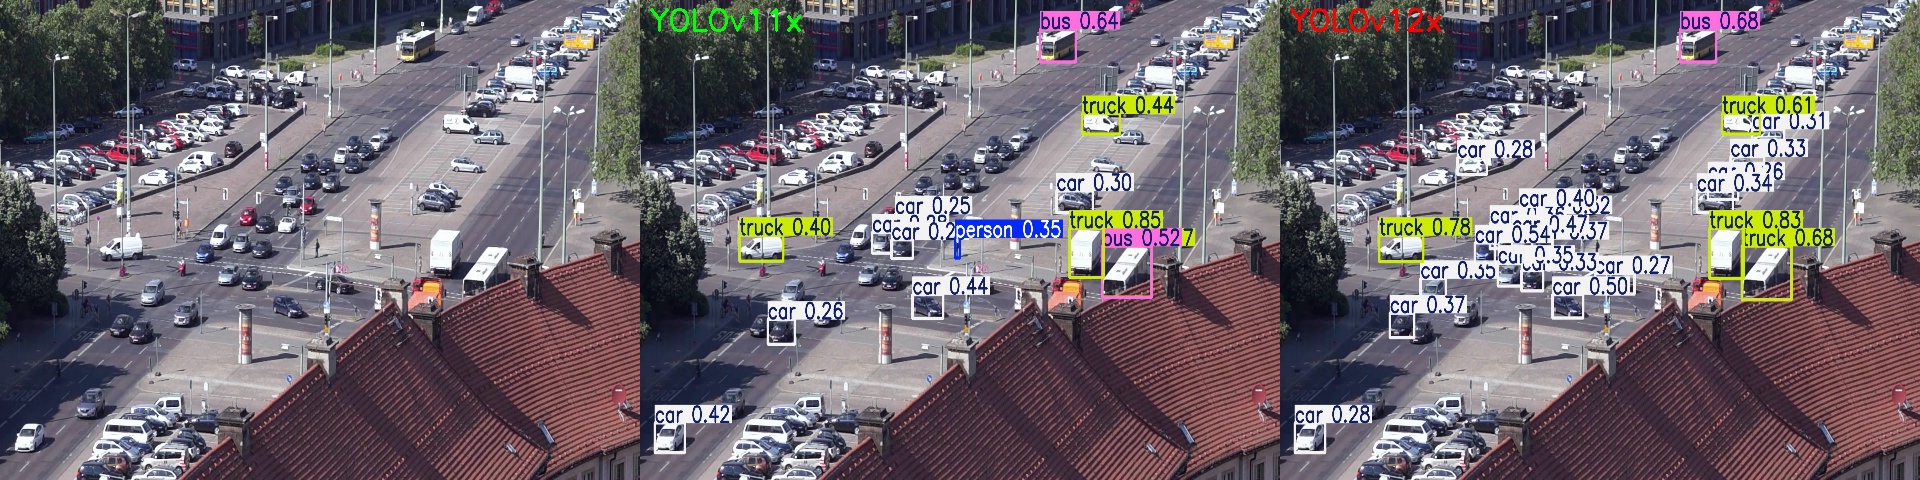 YOLOv11x
bus 0.64
truck 0.44
car 0.30
car 0.25
person 0.35
truck 0.40
truck 0.85
bus 0.52
car 0.44
car 0.26
car 0.42
YOLOv12x
bus 0.68
truck 0.61
car 0.31
car 0.28
car 0.33
car 0.34
car 0.40
truck 0.78
truck 0.83
truck 0.68
car 0.27
car 0.35
car 0.50
car 0.37
car 0.28